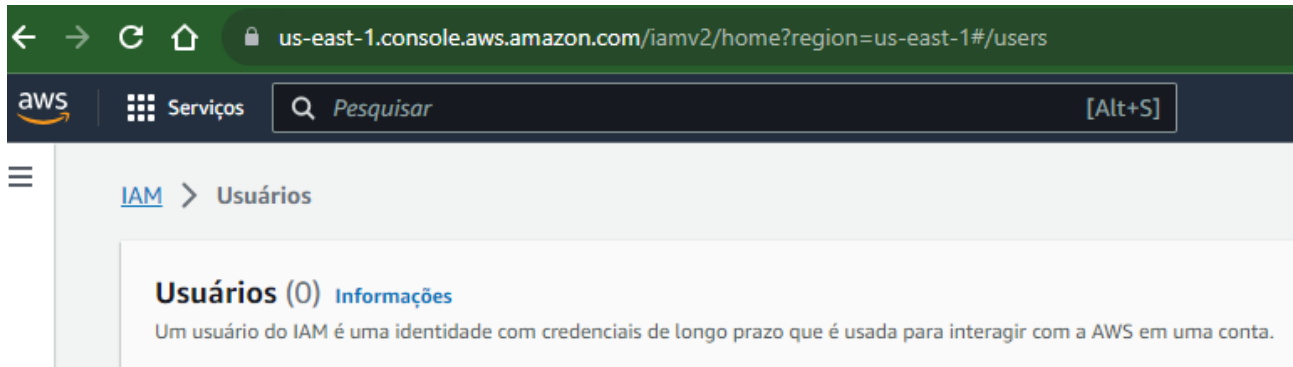 us-east-1.console.aws.amazon.com/iamv2/home?region=us-east-1#/users
aws Serviços Pesquisar [Alt+S]
IAM > Usuários
Usuários (0) Informações
Um usuário do IAM é uma identidade com credenciais de longo prazo que é usada para interagir com a AWS em uma conta.